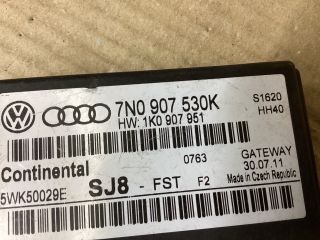 7N0 907 530K
HW: 1K0 907 951
S1620
HH40
Continental
5WK50029E
SJ8 - FST F2
0763
GATEWAY
30.07.11
Made in Czech Republic